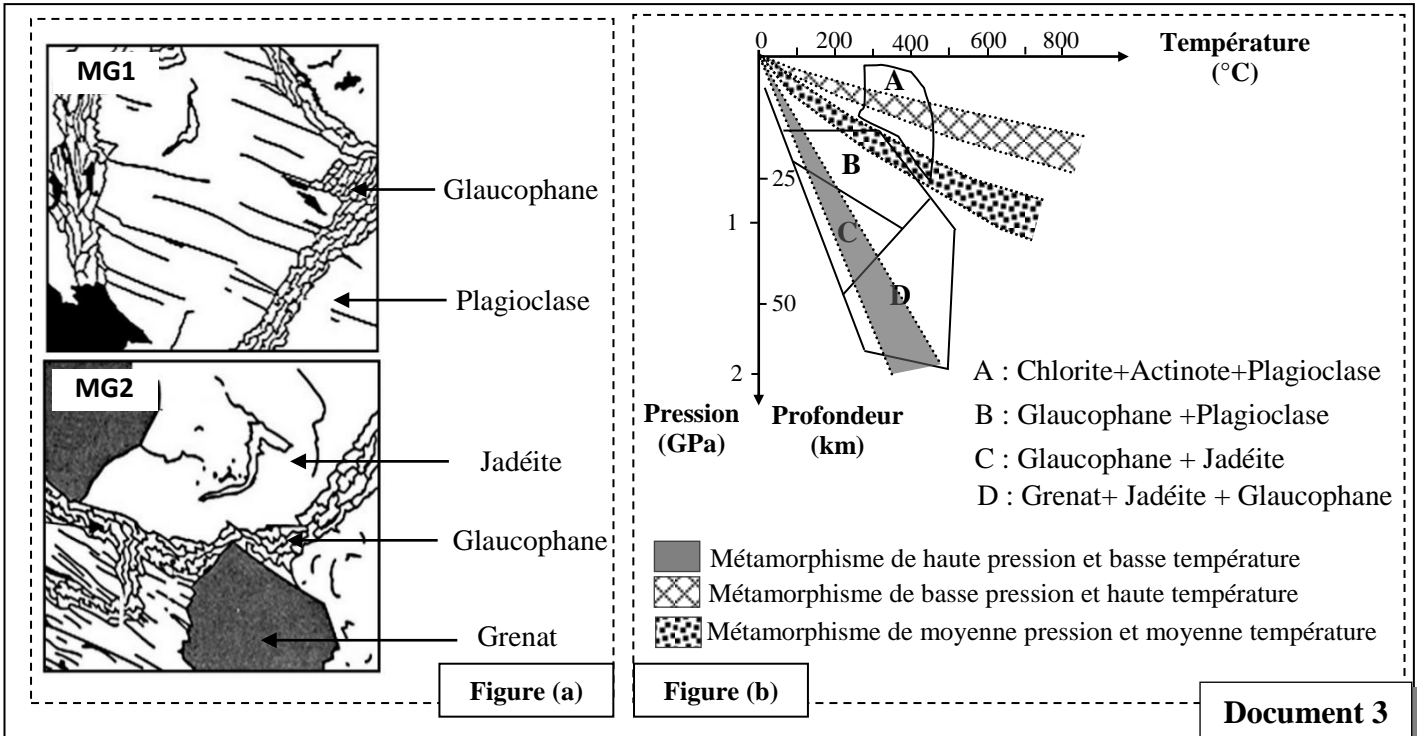 MG1
Glaucophane
Plagioclase
MG2
Jadéite
Glaucophane
Grenat
Figure (a)
0 200 400 600 800
Température
(°C)
A
B
25
1
C
D
50
2
Pression
(GPa)
Profondeur
(km)
A : Chlorite+Actinote+Plagioclase
B : Glaucophane +Plagioclase
C : Glaucophane + Jadéite
D : Grenat+ Jadéite + Glaucophane
Métamorphisme de haute pression et basse température
Métamorphisme de basse pression et haute température
Métamorphisme de moyenne pression et moyenne température
Figure (b)
Document 3